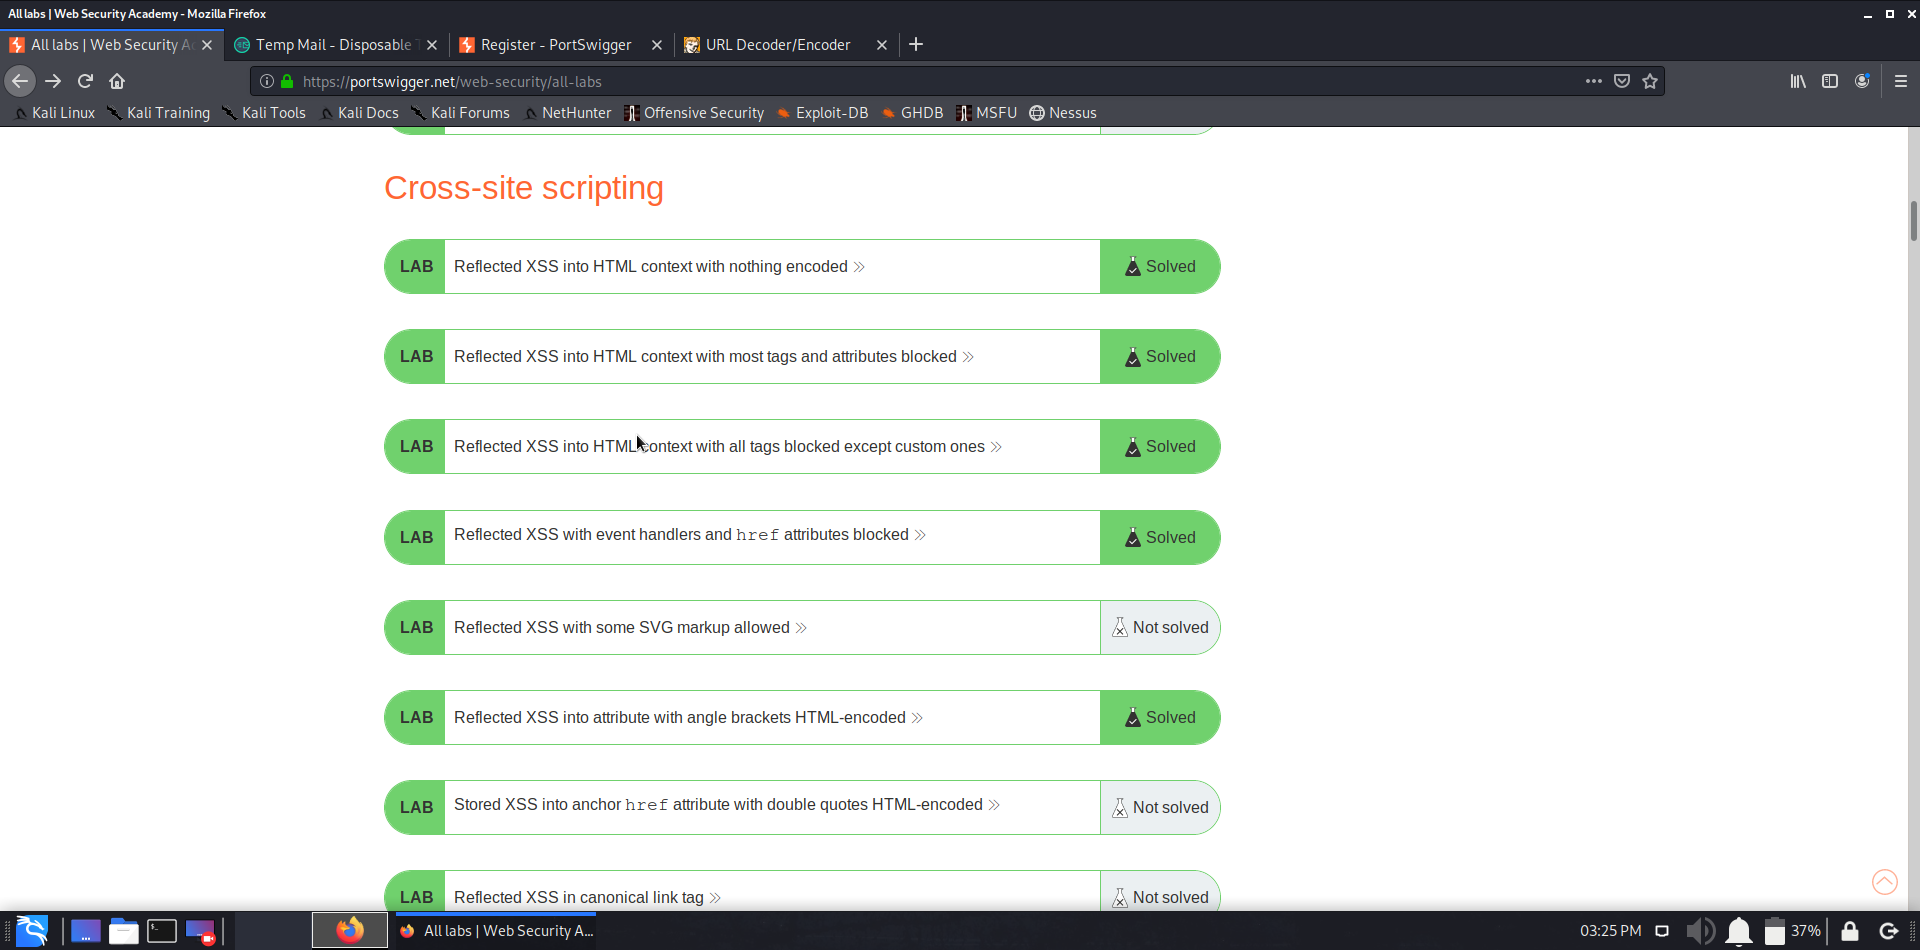 All labs | Web Security Academy - Mozilla Firefox
All labs | Web Security A
Temp Mail - Disposable
Register - PortSwigger
URL Decoder/Encoder
https://portswigger.net/web-security/all-labs
Kali Linux Kali Training Kali Tools Kali Docs Kali Forums NetHunter Offensive Security Exploit-DB GHDB MSFU Nessus
Cross-site scripting
LAB Reflected XSS into HTML context with nothing encoded Solved
LAB Reflected XSS into HTML context with most tags and attributes blocked Solved
LAB Reflected XSS into HTML context with all tags blocked except custom ones Solved
LAB Reflected XSS with event handlers and href attributes blocked Solved
LAB Reflected XSS with some SVG markup allowed Not solved
LAB Reflected XSS into attribute with angle brackets HTML-encoded Solved
LAB Stored XSS into anchor href attribute with double quotes HTML-encoded Not solved
LAB Reflected XSS in canonical link tag Not solved
All labs | Web Security A... 03:25 PM 37%